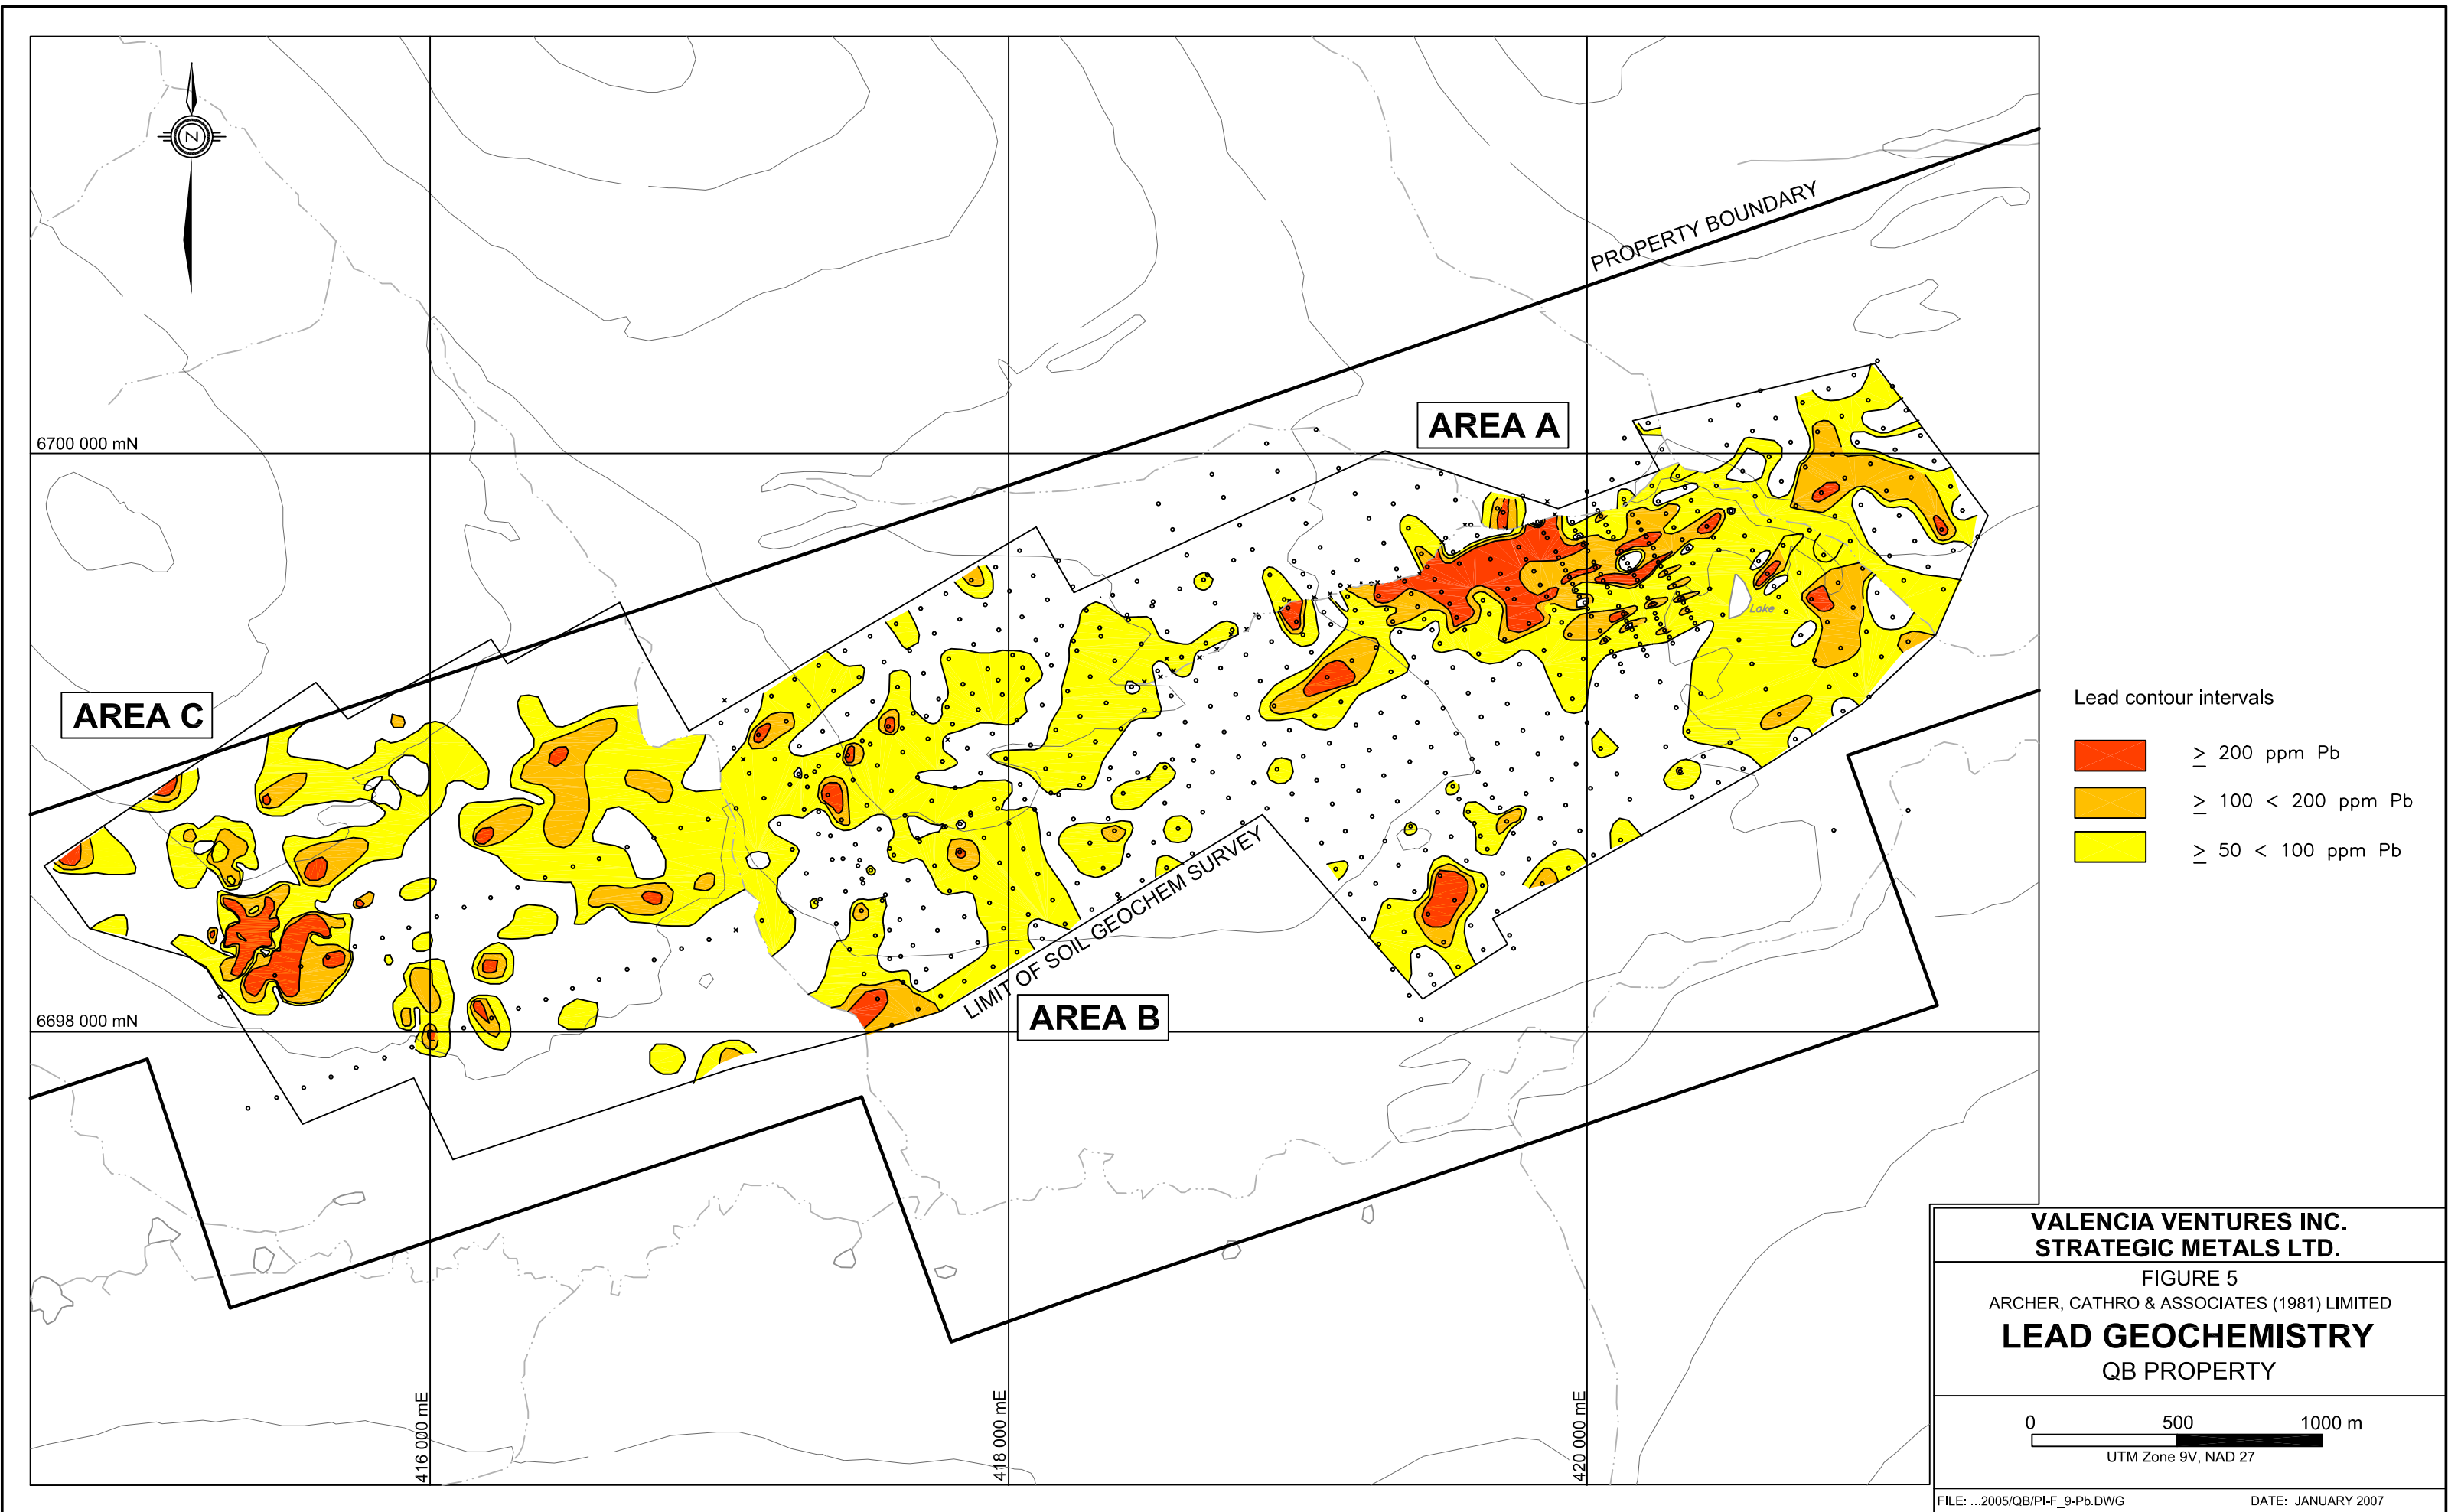 N
PROPERTY BOUNDARY
AREA A
6700 000 mN
Lake
AREA C
Lead contour intervals
≥ 200 ppm Pb
≥ 100 < 200 ppm Pb
≥ 50 < 100 ppm Pb
LIMIT OF SOIL GEOCHEM SURVEY
AREA B
6698 000 mN
416 000 mE
418 000 mE
420 000 mE
VALENCIA VENTURES INC.
STRATEGIC METALS LTD.
FIGURE 5
ARCHER, CATHRO & ASSOCIATES (1981) LIMITED
LEAD GEOCHEMISTRY
QB PROPERTY
0 500 1000 m
UTM Zone 9V, NAD 27
FILE: ...2005/QB/PI-F_9-Pb.DWG DATE: JANUARY 2007